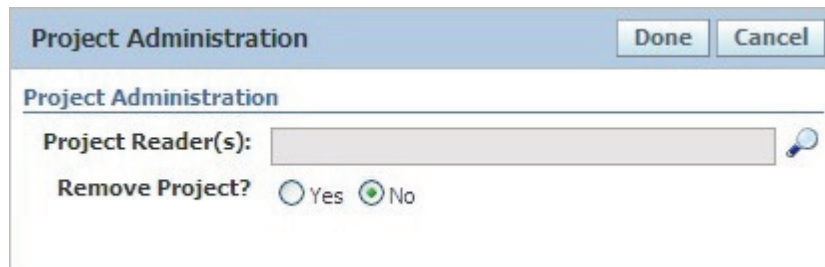 Project Administration Done Cancel
Project Administration
Project Reader(s):
Remove Project? Yes No